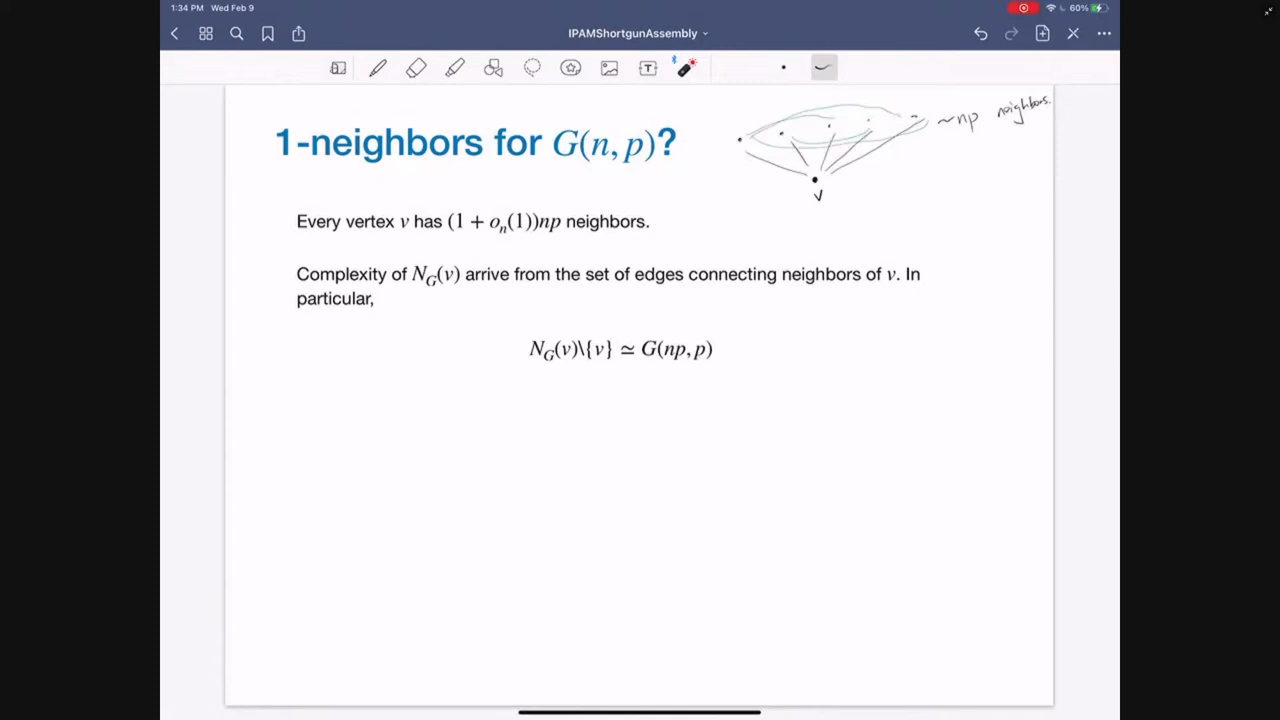 1:34 PM Wed Feb 9
60%
IPAMShortgunAssembly
1-neighbors for G(n, p)?
~np neighbors.
v
Every vertex v has (1 + oₙ(1))np neighbors.
Complexity of N_G(v) arrive from the set of edges connecting neighbors of v. In
particular,
N_G(v)\{v} ≃ G(np, p)